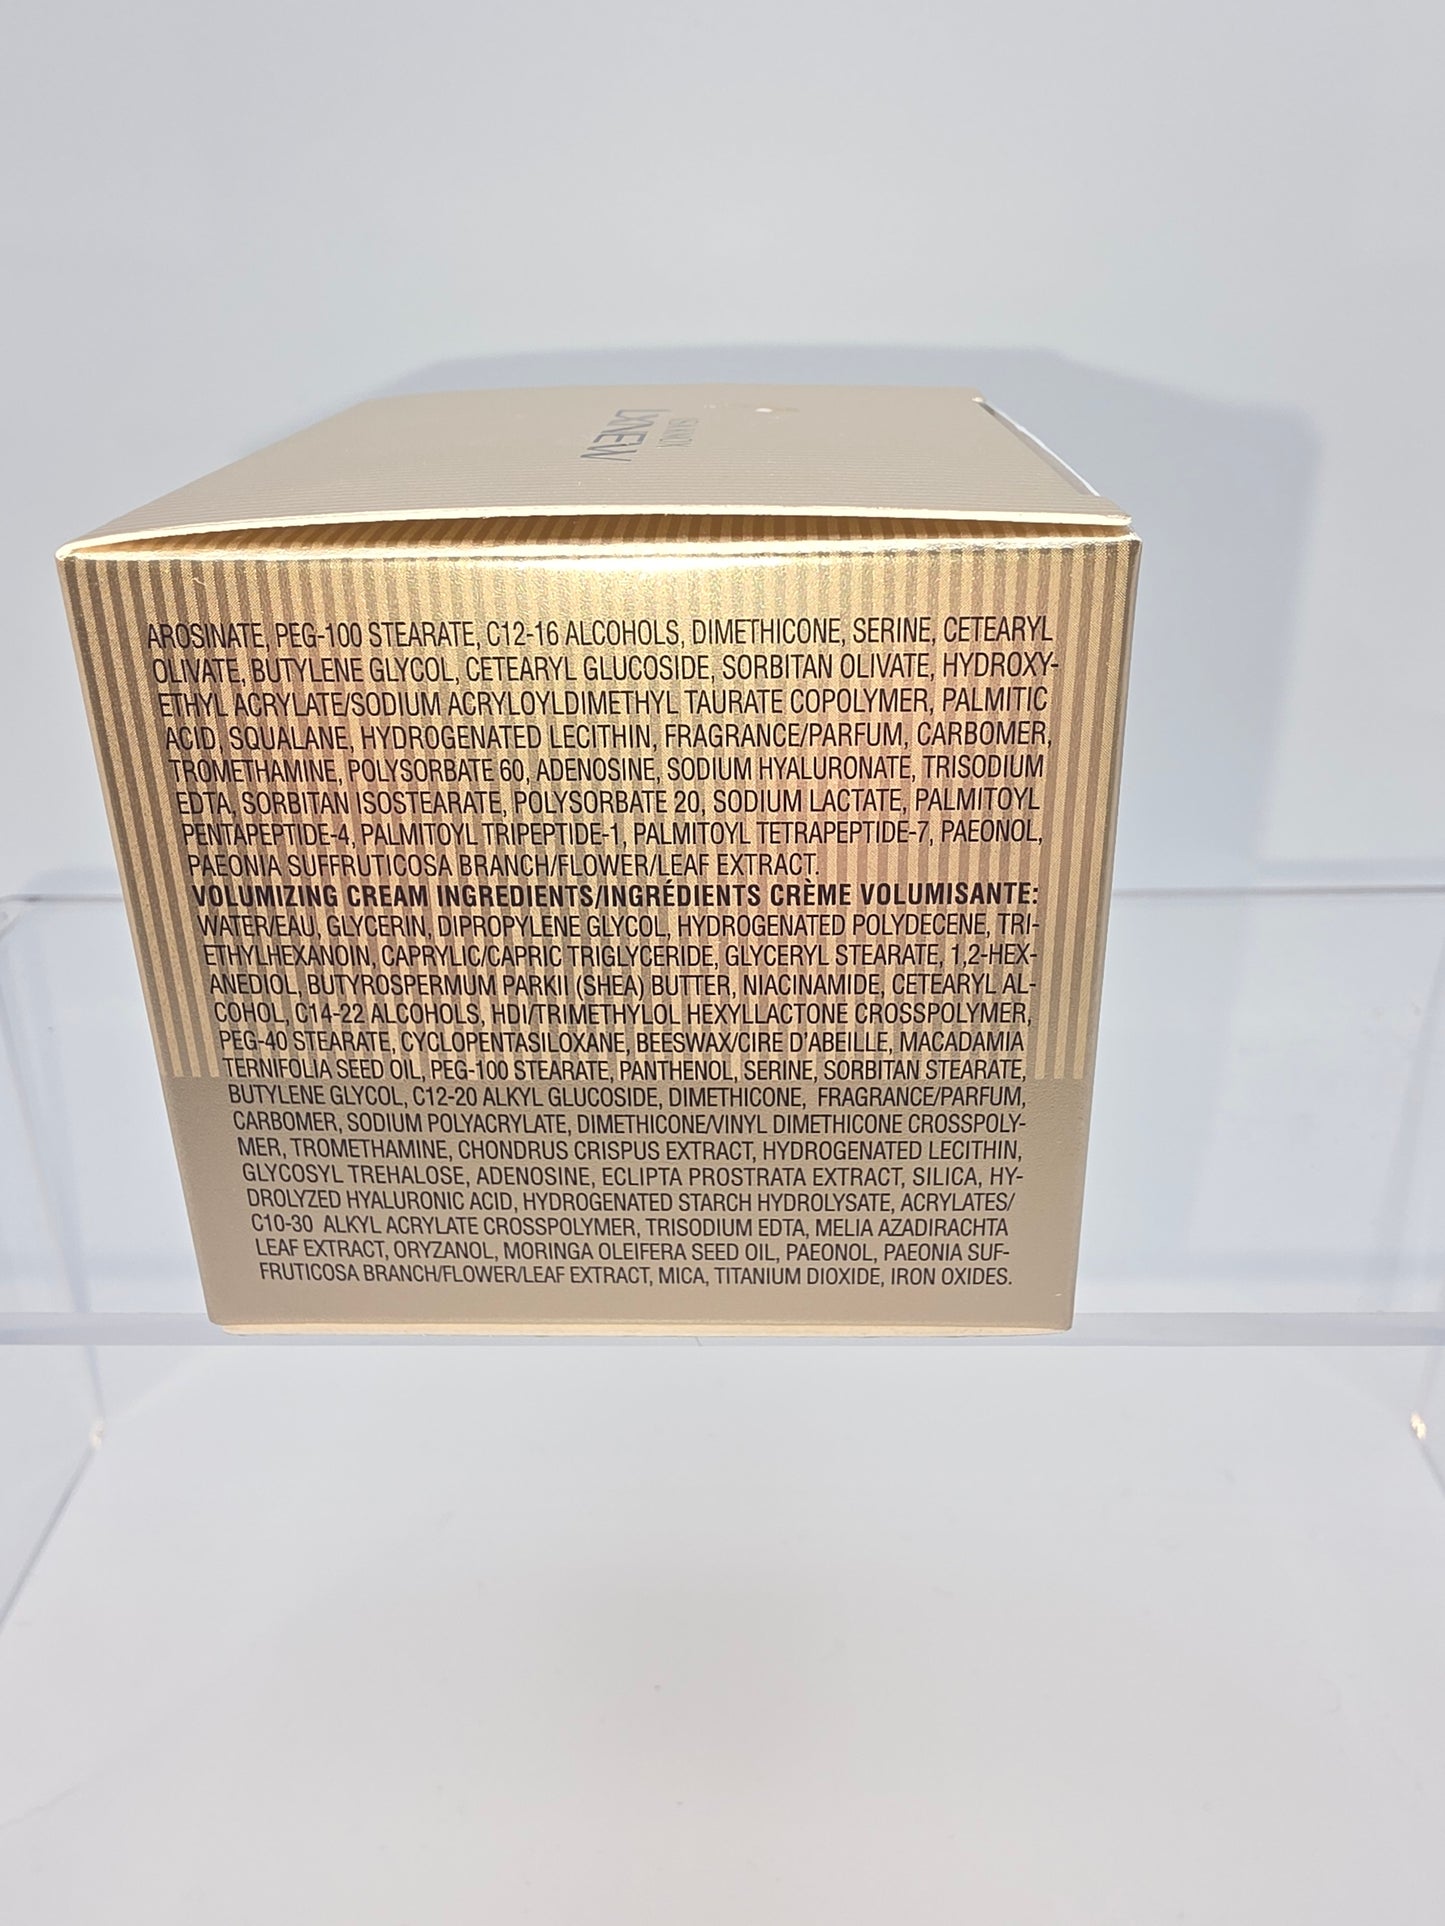 ISA KNOX
LXNEW
AROSINATE, PEG-100 STEARATE, C12-16 ALCOHOLS, DIMETHICONE, SERINE, CETEARYL
OLIVATE, BUTYLENE GLYCOL, CETEARYL GLUCOSIDE, SORBITAN OLIVATE, HYDROXY-
ETHYL ACRYLATE/SODIUM ACRYLOYLDIMETHYL TAURATE COPOLYMER, PALMITIC
ACID, SQUALANE, HYDROGENATED LECITHIN, FRAGRANCE/PARFUM, CARBOMER,
TROMETHAMINE, POLYSORBATE 60, ADENOSINE, SODIUM HYALURONATE, TRISODIUM
EDTA, SORBITAN ISOSTEARATE, POLYSORBATE 20, SODIUM LACTATE, PALMITOYL
PENTAPEPTIDE-4, PALMITOYL TRIPEPTIDE-1, PALMITOYL TETRAPEPTIDE-7, PAEONOL,
PAEONIA SUFFRUTICOSA BRANCH/FLOWER/LEAF EXTRACT.
VOLUMIZING CREAM INGREDIENTS/INGRÉDIENTS CRÈME VOLUMISANTE:
WATER/EAU, GLYCERIN, DIPROPYLENE GLYCOL, HYDROGENATED POLYDECENE, TRI-
ETHYLHEXANOIN, CAPRYLIC/CAPRIC TRIGLYCERIDE, GLYCERYL STEARATE, 1,2-HEX-
ANEDIOL, BUTYROSPERMUM PARKII (SHEA) BUTTER, NIACINAMIDE, CETEARYL AL-
COHOL, C14-22 ALCOHOLS, HDI/TRIMETHYLOL HEXYLLACTONE CROSSPOLYMER,
PEG-40 STEARATE, CYCLOPENTASILOXANE, BEESWAX/CIRE D'ABEILLE, MACADAMIA
TERNIFOLIA SEED OIL, PEG-100 STEARATE, PANTHENOL, SERINE, SORBITAN STEARATE,
BUTYLENE GLYCOL, C12-20 ALKYL GLUCOSIDE, DIMETHICONE, FRAGRANCE/PARFUM,
CARBOMER, SODIUM POLYACRYLATE, DIMETHICONE/VINYL DIMETHICONE CROSSPOLY-
MER, TROMETHAMINE, CHONDRUS CRISPUS EXTRACT, HYDROGENATED LECITHIN,
GLYCOSYL TREHALOSE, ADENOSINE, ECLIPTA PROSTRATA EXTRACT, SILICA, HY-
DROLYZED HYALURONIC ACID, HYDROGENATED STARCH HYDROLYSATE, ACRYLATES/
C10-30 ALKYL ACRYLATE CROSSPOLYMER, TRISODIUM EDTA, MELIA AZADIRACHTA
LEAF EXTRACT, ORYZANOL, MORINGA OLEIFERA SEED OIL, PAEONOL, PAEONIA SUF-
FRUTICOSA BRANCH/FLOWER/LEAF EXTRACT, MICA, TITANIUM DIOXIDE, IRON OXIDES.